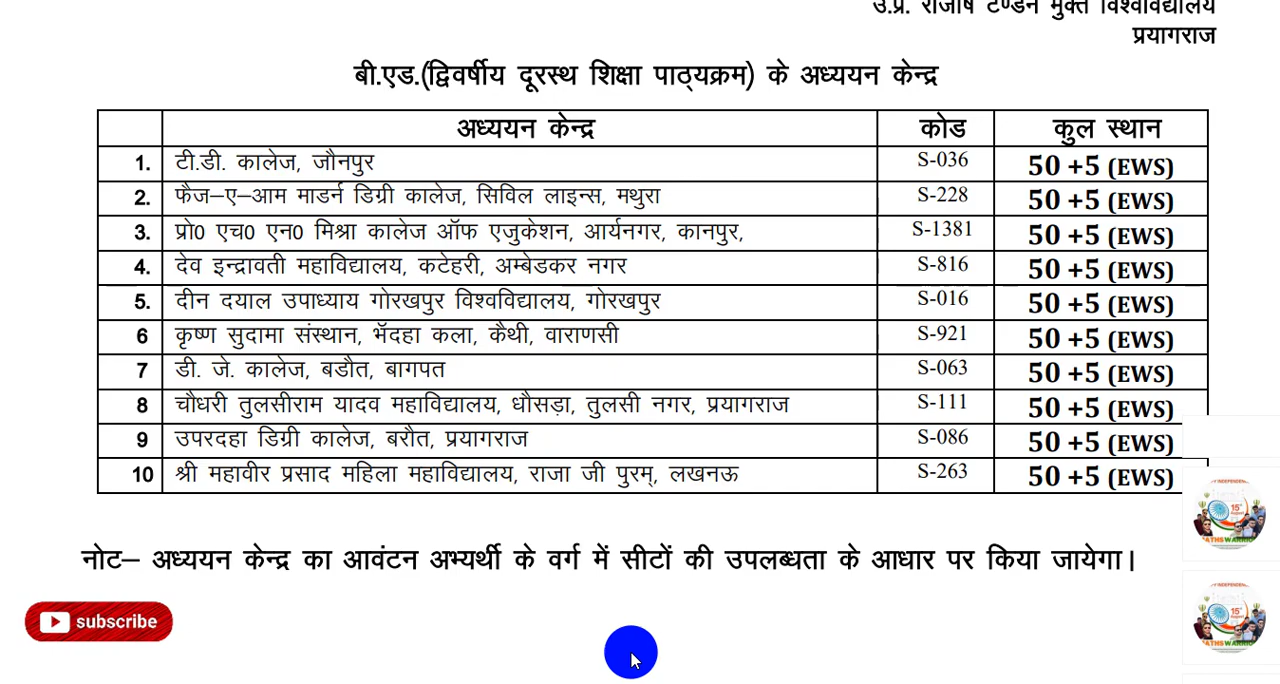 उ.प्र. राजर्षि टण्डन मुक्त विश्वविद्यालय
प्रयागराज
बी.एड.(द्विवर्षीय दूरस्थ शिक्षा पाठ्यक्रम) के अध्ययन केन्द्र
अध्ययन केन्द्र कोड कुल स्थान
1. टी.डी. कालेज, जौनपुर S-036 50 +5 (EWS)
2. फैज–ए–आम माडर्न डिग्री कालेज, सिविल लाइन्स, मथुरा S-228 50 +5 (EWS)
3. प्रो0 एच0 एन0 मिश्रा कालेज ऑफ एजुकेशन, आर्यनगर, कानपुर, S-1381 50 +5 (EWS)
4. देव इन्द्रावती महाविद्यालय, कटेहरी, अम्बेडकर नगर S-816 50 +5 (EWS)
5. दीन दयाल उपाध्याय गोरखपुर विश्वविद्यालय, गोरखपुर S-016 50 +5 (EWS)
6 कृष्ण सुदामा संस्थान, भॅदहा कला, कैथी, वाराणसी S-921 50 +5 (EWS)
7 डी. जे. कालेज, बडौत, बागपत S-063 50 +5 (EWS)
8 चौधरी तुलसीराम यादव महाविद्यालय, धौसड़ा, तुलसी नगर, प्रयागराज S-111 50 +5 (EWS)
9 उपरदहा डिग्री कालेज, बरौत, प्रयागराज S-086 50 +5 (EWS)
10 श्री महावीर प्रसाद महिला महाविद्यालय, राजा जी पुरम्, लखनऊ S-263 50 +5 (EWS)
नोट– अध्ययन केन्द्र का आवंटन अभ्यर्थी के वर्ग में सीटों की उपलब्धता के आधार पर किया जायेगा।
subscribe